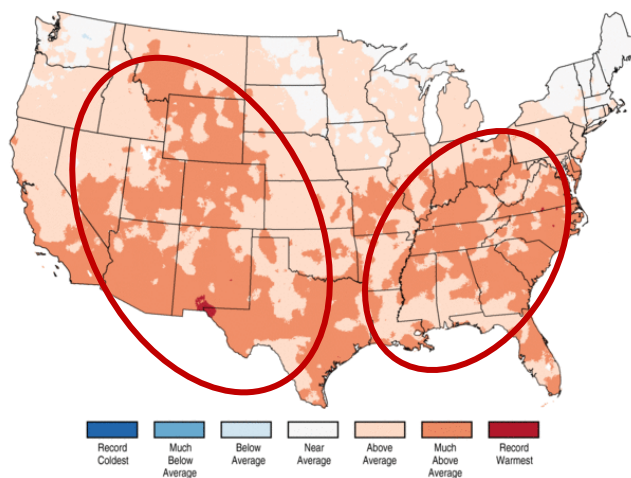 Record Coldest
Much Below Average
Below Average
Near Average
Above Average
Much Above Average
Record Warmest